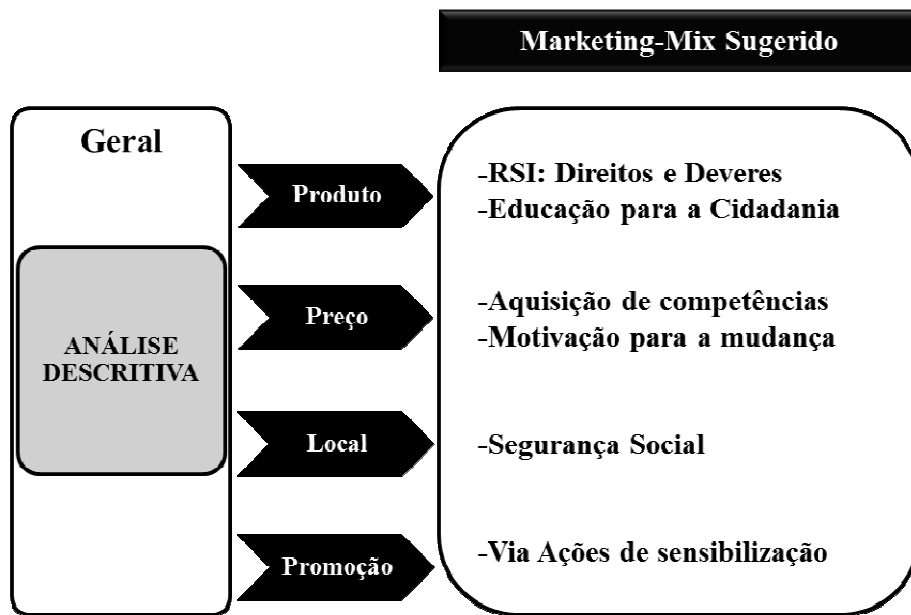 Marketing-Mix Sugerido
Geral
ANÁLISE
DESCRITIVA
Produto
-RSI: Direitos e Deveres
-Educação para a Cidadania
Preço
-Aquisição de competências
-Motivação para a mudança
Local
-Segurança Social
Promoção
-Via Ações de sensibilização